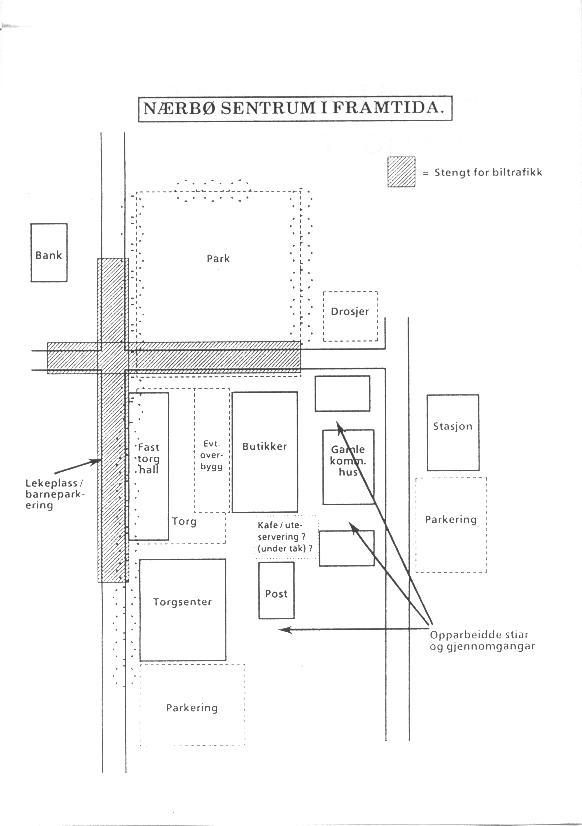 NÆRBØ SENTRUM I FRAMTIDA.
= Stengt for biltrafikk
Bank
Park
Drosjer
Fast
torg
hall
Evt.
over-
bygg
Butikker
Gamle
komm.
hus
Stasjon
Lekeplass /
barnepark-
ering
Torg
Kafe / ute-
servering ?
(under tak) ?
Parkering
Post
Torgsenter
Opparbeidde stiar
og gjennomgangar
Parkering